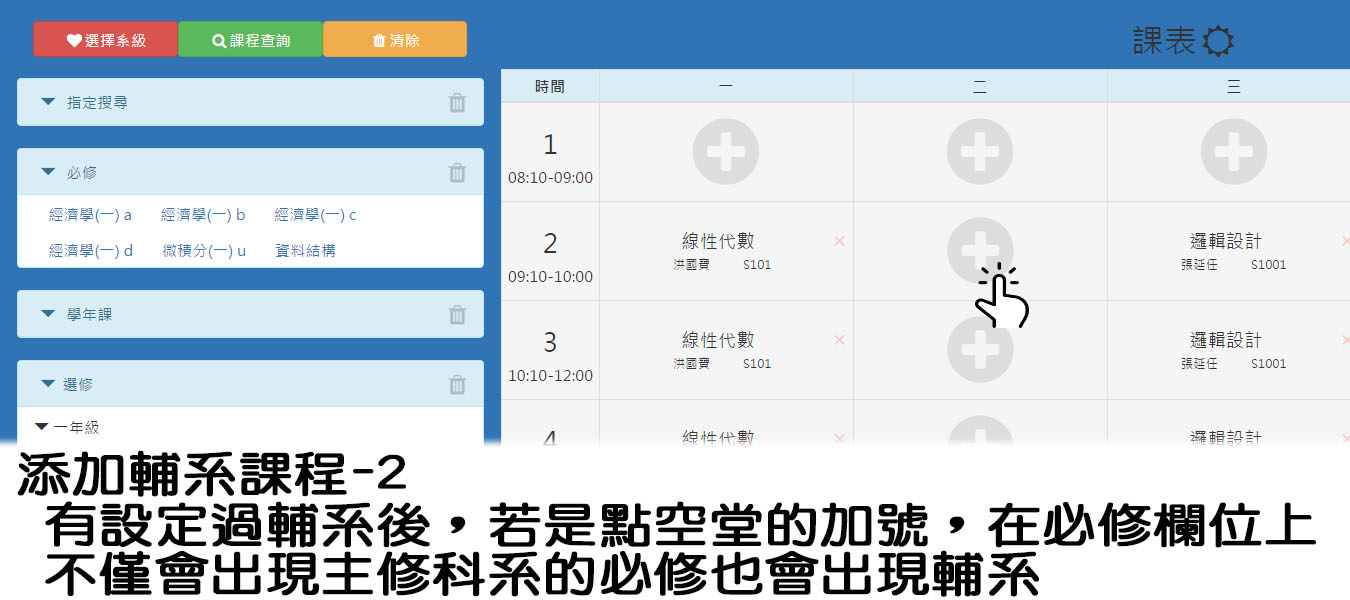 選擇系級 課程查詢 清除
課表
指定搜尋
必修
經濟學(一) a 經濟學(一) b 經濟學(一) c
經濟學(一) d 微積分(一) u 資料結構
學年課
選修
一年級
時間 一 二 三
1
08:10-09:00
2 線性代數 × 邏輯設計 ×
09:10-10:00 洪國寶 S101 張延任 S1001
3 線性代數 × 邏輯設計 ×
10:10-12:00 洪國寶 S101 張延任 S1001
4 線性代數 × 邏輯設計 ×
添加輔系課程-2
有設定過輔系後，若是點空堂的加號，在必修欄位上
不僅會出現主修科系的必修也會出現輔系